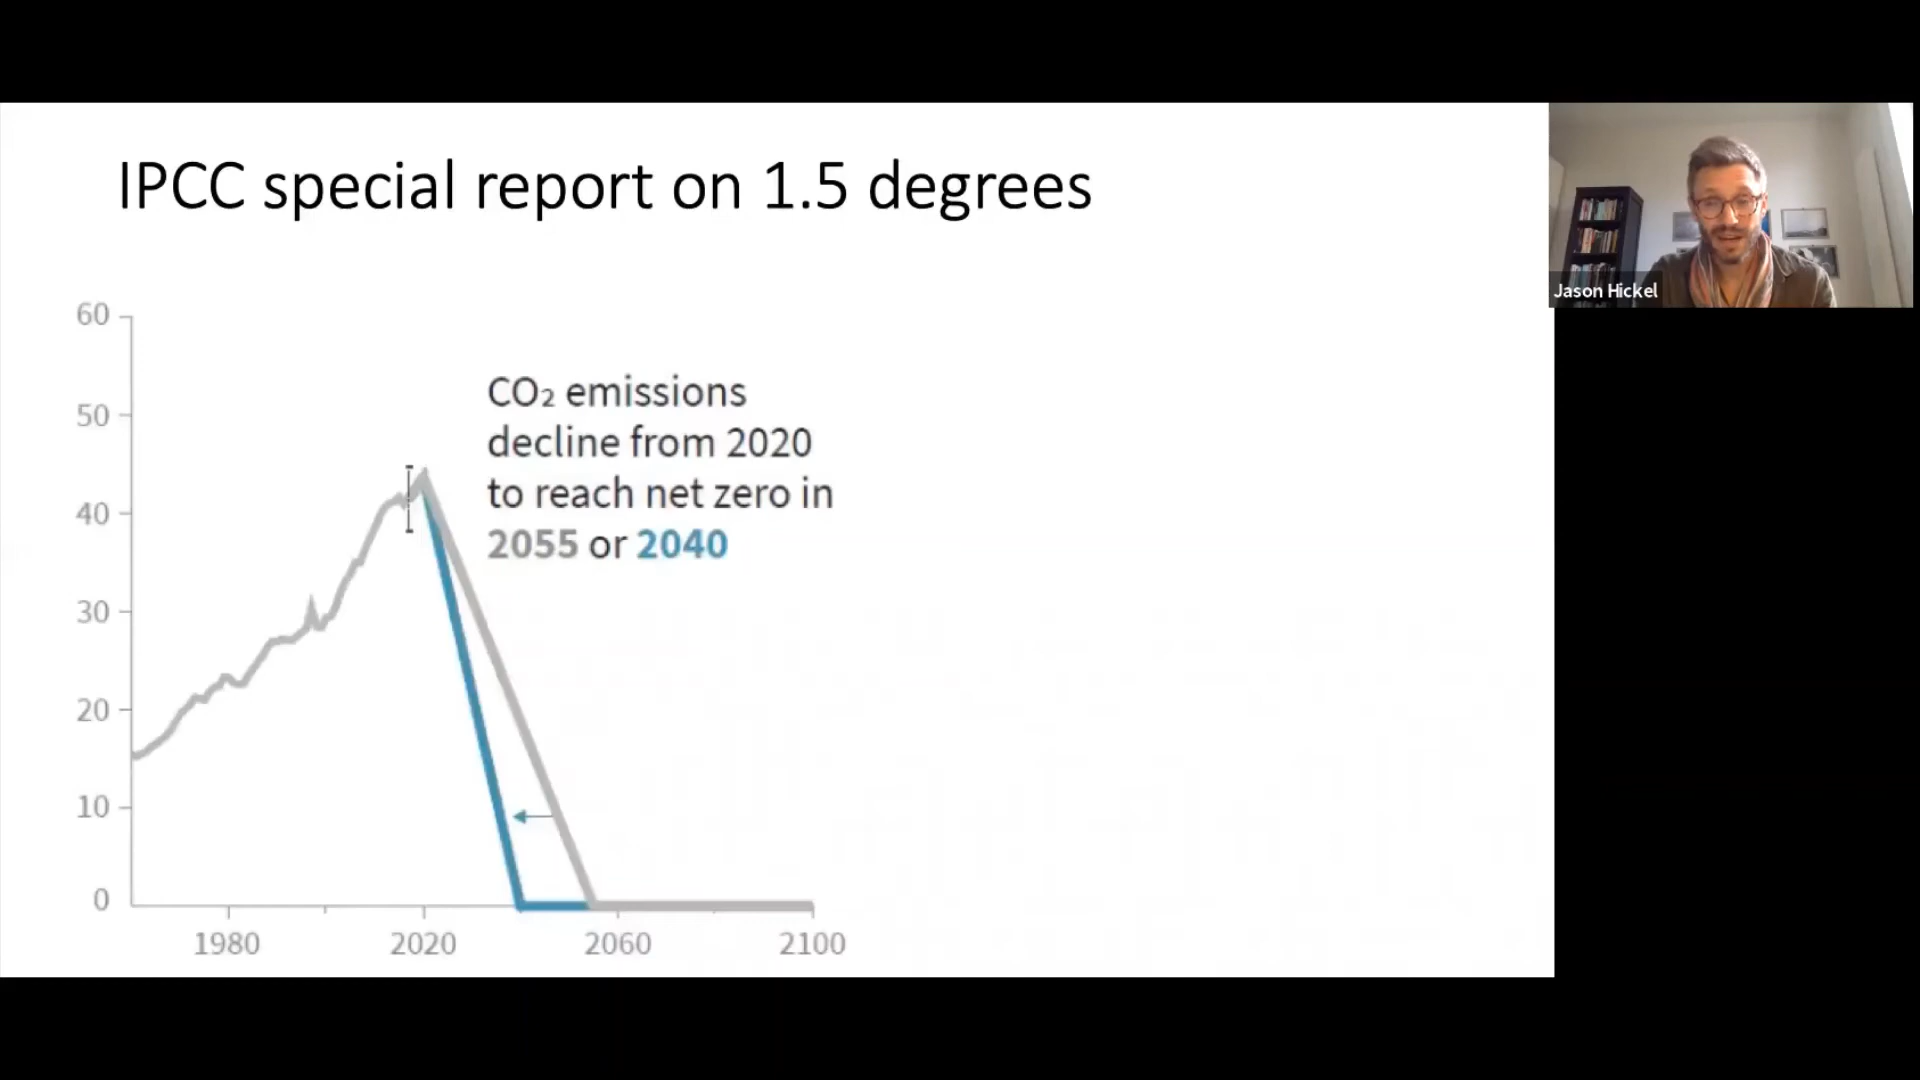 IPCC special report on 1.5 degrees
Jason Hickel
60
50
40
30
20
10
0
CO₂ emissions
decline from 2020
to reach net zero in
2055 or 2040
1980
2020
2060
2100